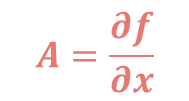 A = ∂f/∂x